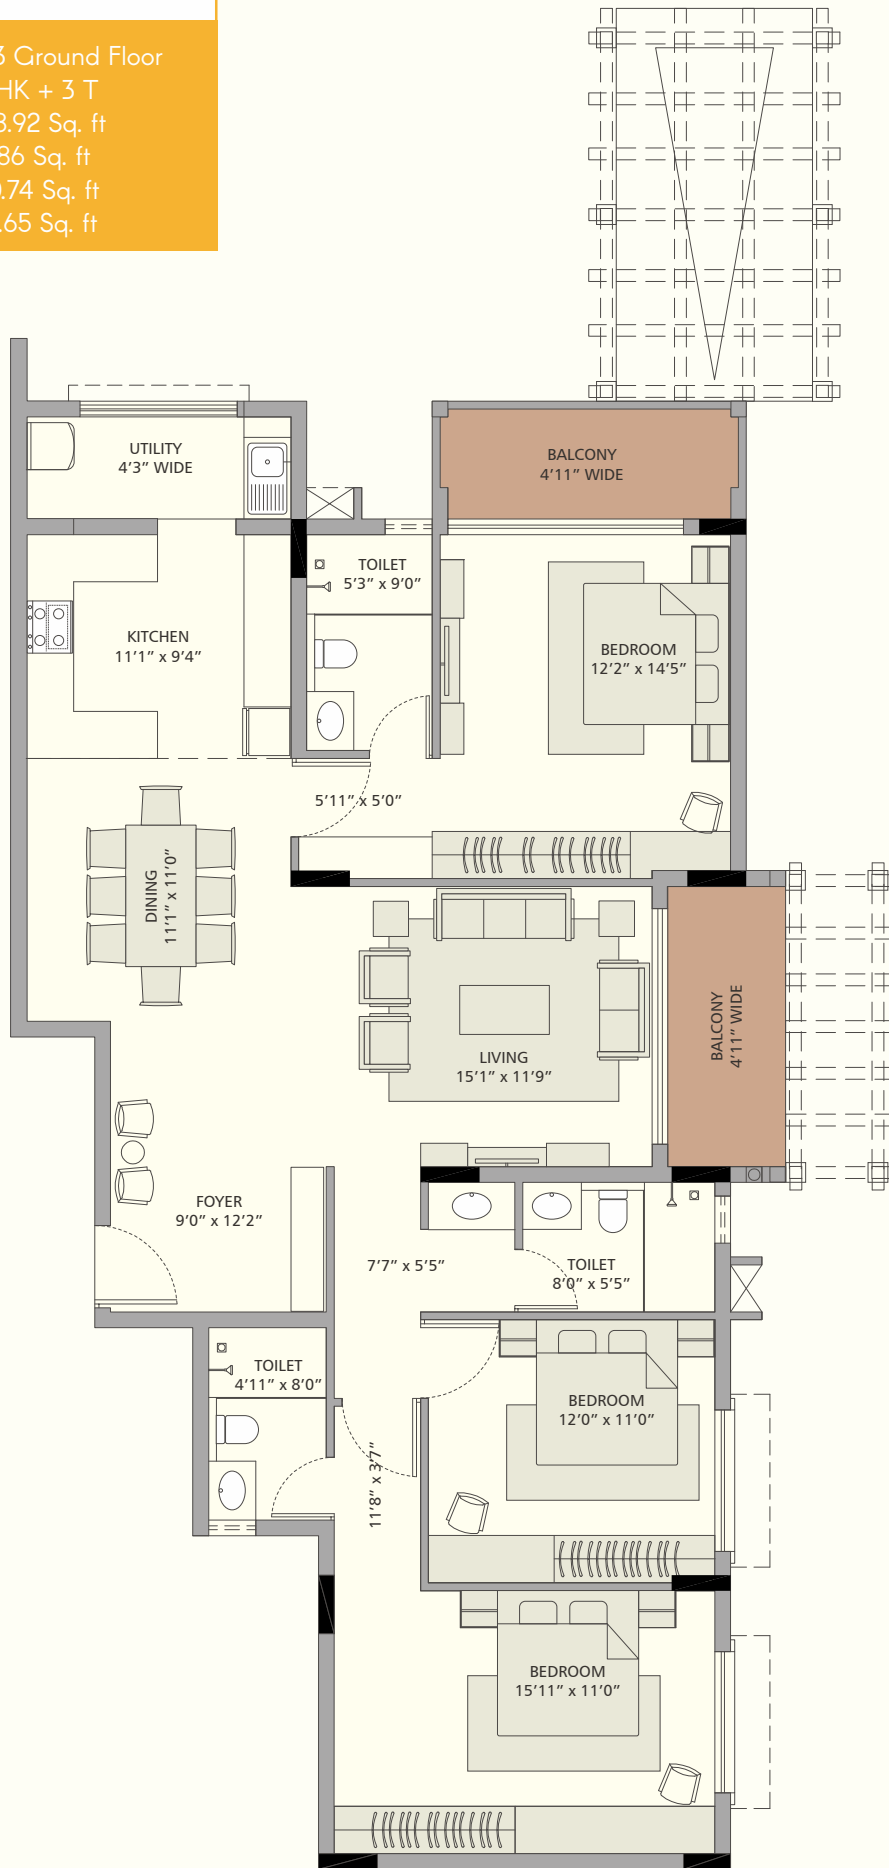 3 Ground Floor
HK + 3 T
3.92 Sq. ft
86 Sq. ft
.74 Sq. ft
.65 Sq. ft
UTILITY
4'3” WIDE
BALCONY
4'11” WIDE
TOILET
5'3” x 9'0”
KITCHEN
11'1” x 9'4”
BEDROOM
12'2” x 14'5”
5'11” x 5'0”
DINING
11'1” x 11'0”
LIVING
15'1” x 11'9”
BALCONY
4'11” WIDE
FOYER
9'0” x 12'2”
7'7” x 5'5”
TOILET
8'0” x 5'5”
TOILET
4'11” x 8'0”
BEDROOM
12'0” x 11'0”
11'8” x 3'7”
BEDROOM
15'11” x 11'0”